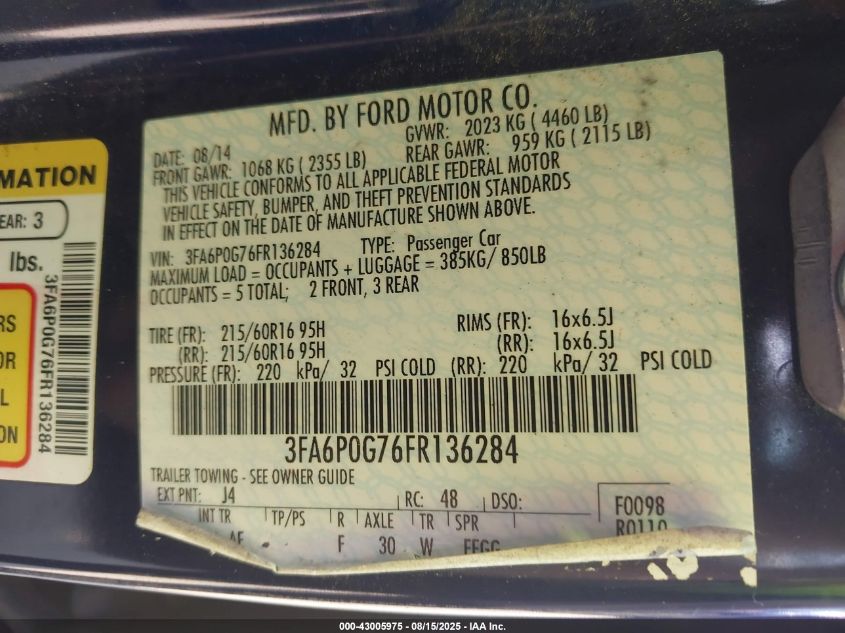 MATION
EAR: 3
lbs.
RS
OR
L
ON
3FA6P0G76FR136284
MFD. BY FORD MOTOR CO.
DATE: 08/14 GVWR: 2023 KG ( 4460 LB)
FRONT GAWR: 1068 KG ( 2355 LB) REAR GAWR: 959 KG ( 2115 LB)
THIS VEHICLE CONFORMS TO ALL APPLICABLE FEDERAL MOTOR
VEHICLE SAFETY, BUMPER, AND THEFT PREVENTION STANDARDS
IN EFFECT ON THE DATE OF MANUFACTURE SHOWN ABOVE.
VIN: 3FA6P0G76FR136284 TYPE: Passenger Car
MAXIMUM LOAD = OCCUPANTS + LUGGAGE = 385KG/ 850LB
OCCUPANTS = 5 TOTAL; 2 FRONT, 3 REAR
TIRE (FR): 215/60R16 95H RIMS (FR): 16x6.5J
(RR): 215/60R16 95H (RR): 16x6.5J
PRESSURE (FR): 220 kPa/ 32 PSI COLD (RR): 220 kPa/ 32 PSI COLD
3FA6P0G76FR136284
TRAILER TOWING - SEE OWNER GUIDE
EXT PNT: J4 RC: 48 DSO: F0098
INT TR TP/PS R AXLE TR SPR R0110
AF F 30 W FFGG
000-43005975 - 08/15/2025 - IAA Inc.